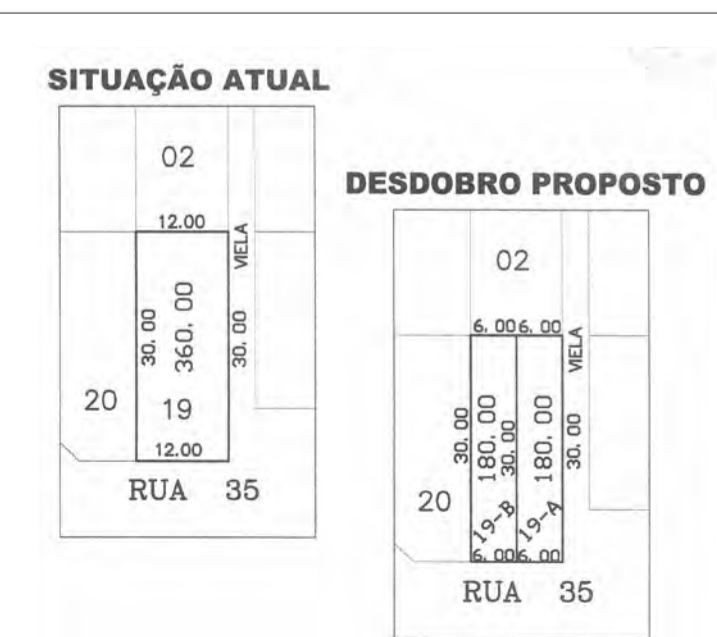 SITUAÇÃO ATUAL
02
12.00
VIELA
30. 00
360. 00
30. 00
20
19
12.00
RUA 35
DESDOBRO PROPOSTO
02
6. 00 6. 00
VIELA
30. 00
180. 00
30. 00
180. 00
30. 00
20
19-B
19-A
6. 00 6. 00
RUA 35